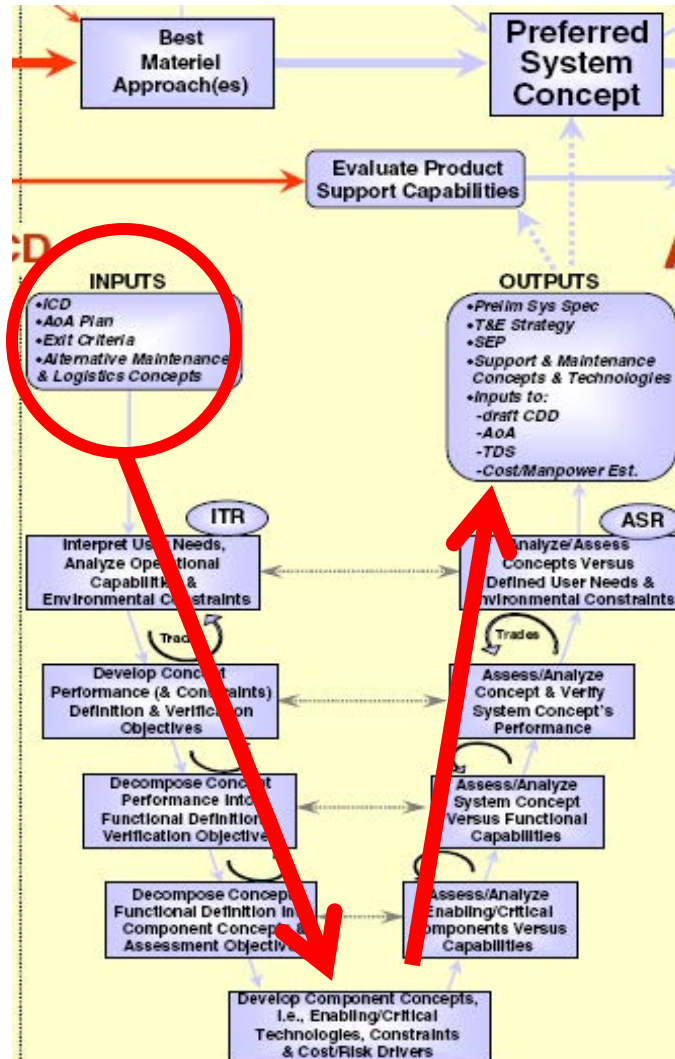 Best
Materiel
Approach(es)
Preferred
System
Concept
Evaluate Product
Support Capabilities
CD
INPUTS
•ICD
•AoA Plan
•Exit Criteria
•Alternative Maintenance
& Logistics Concepts
OUTPUTS
•Prelim Sys Spec
•T&E Strategy
•SEP
•Support & Maintenance
Concepts & Technologies
•Inputs to:
-draft CDD
-AoA
-TDS
-Cost/Manpower Est.
ITR
Interpret User Needs,
Analyze Operational
Capabilities &
Environmental Constraints
ASR
Analyze/Assess
Concepts Versus
Defined User Needs &
Environmental Constraints
Trades
Trades
Develop Concept
Performance (& Constraints)
Definition & Verification
Objectives
Assess/Analyze
Concept & Verify
System Concept's
Performance
Decompose Concept
Performance into
Functional Definition &
Verification Objectives
Assess/Analyze
System Concept
Versus Functional
Capabilities
Decompose Concept
Functional Definition into
Component Concepts &
Assessment Objectives
Assess/Analyze
Enabling/Critical
Components Versus
Capabilities
Develop Component Concepts,
i.e., Enabling/Critical
Technologies, Constraints
& Cost/Risk Drivers